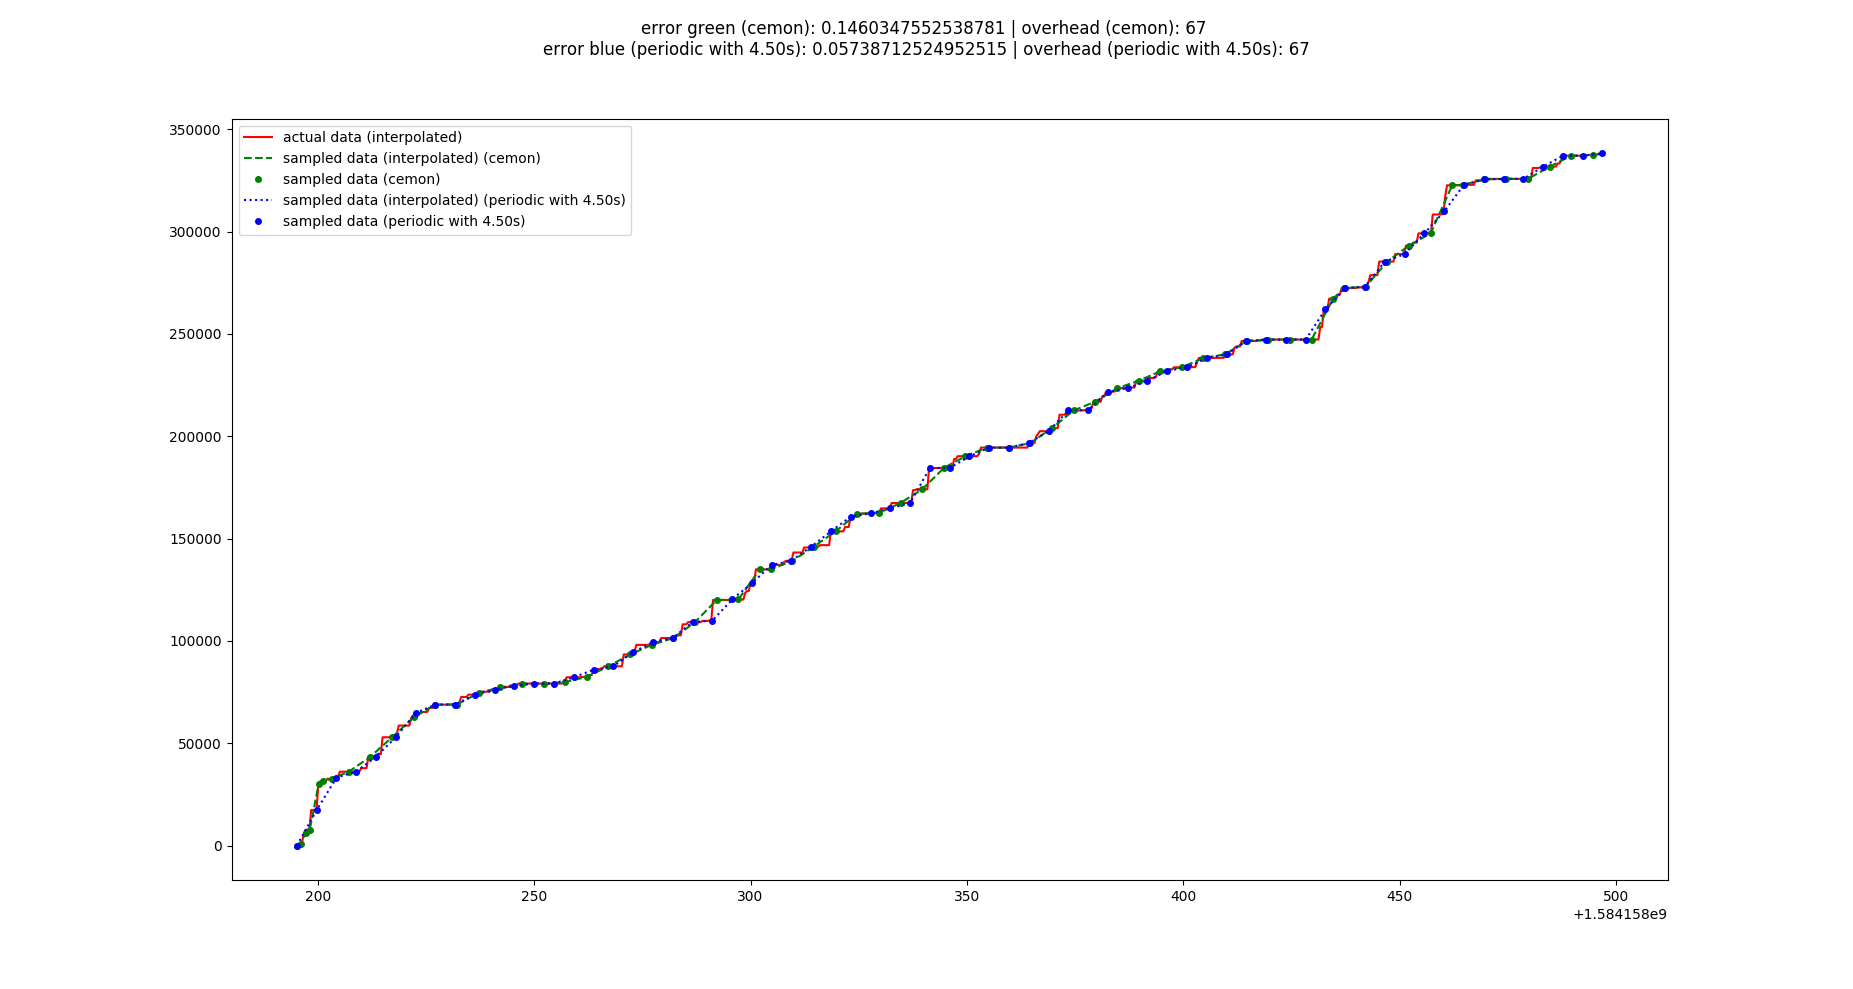 error green (cemon): 0.1460347552538781 | overhead (cemon): 67
error blue (periodic with 4.50s): 0.05738712524952515 | overhead (periodic with 4.50s): 67
350000
300000
250000
200000
150000
100000
50000
0
actual data (interpolated)
sampled data (interpolated) (cemon)
sampled data (cemon)
sampled data (interpolated) (periodic with 4.50s)
sampled data (periodic with 4.50s)
200 250 300 350 400 450 500
+1.584158e9